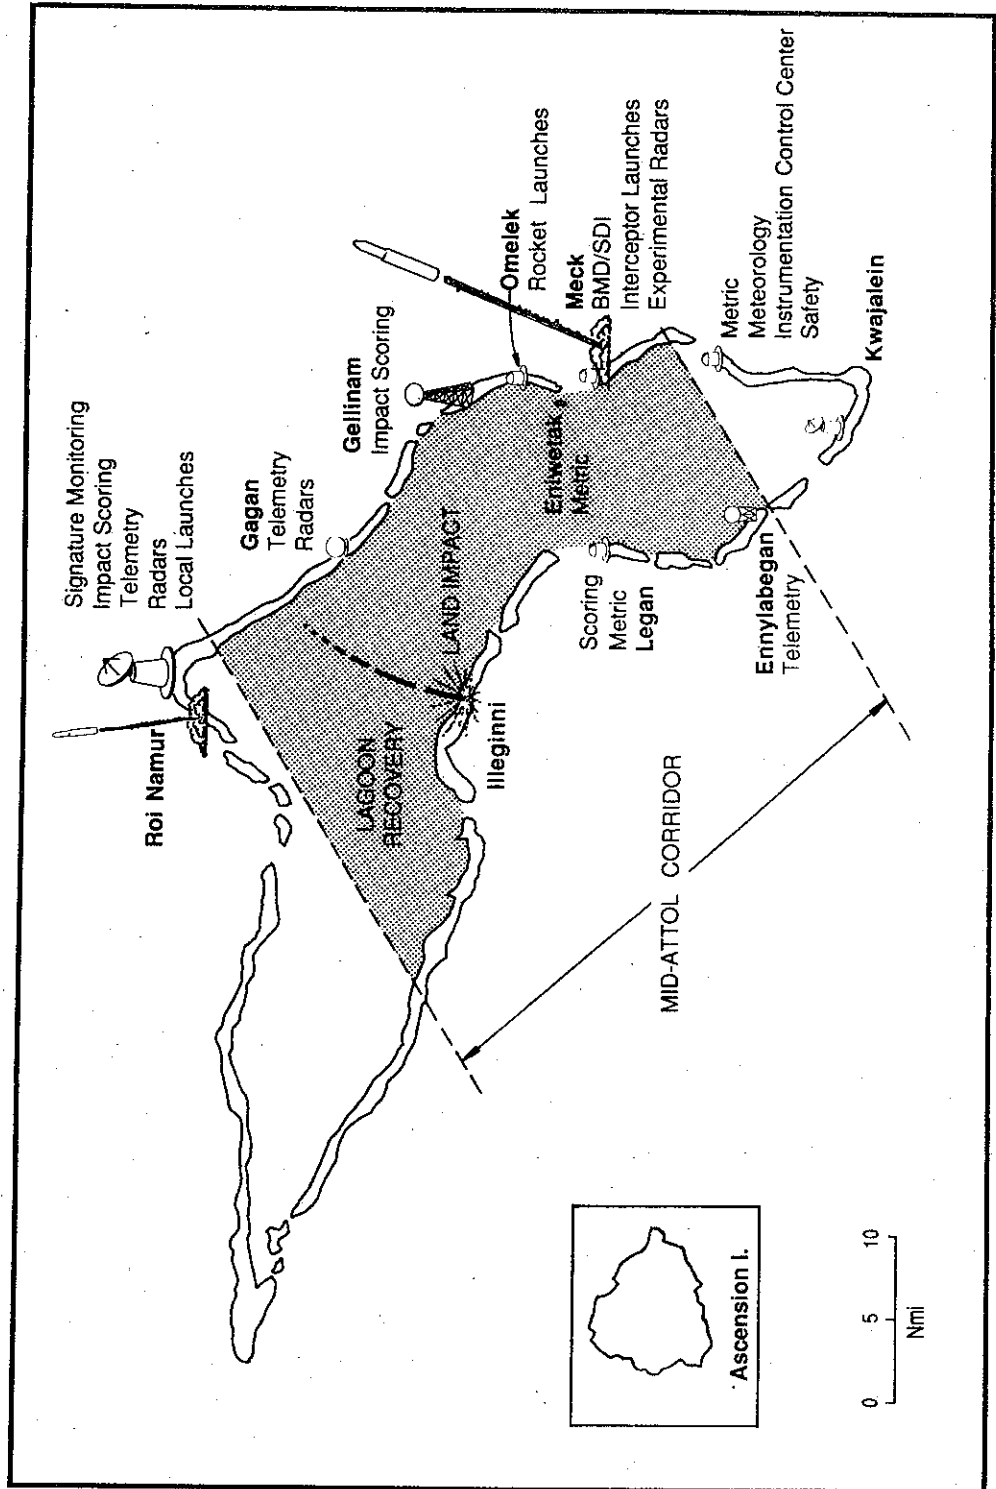 Signature Monitoring
Impact Scoring
Telemetry
Radars
Local Launches
Roi Namur
Gagan
Telemetry
Radars
Gellinam
Impact Scoring
Omelek
Rocket Launches
Meck
BMD/SDI
Interceptor Launches
Experimental Radars
Metric
Meteorology
Instrumentation Control Center
Safety
Kwajalein
Eniwetak
Metric
LAND IMPACT
LAGOON
RECOVERY
Illeginni
Scoring
Metric
Legan
Ennylabegan
Telemetry
MID-ATTOL CORRIDOR
Ascension I.
0 5 10
Nmi